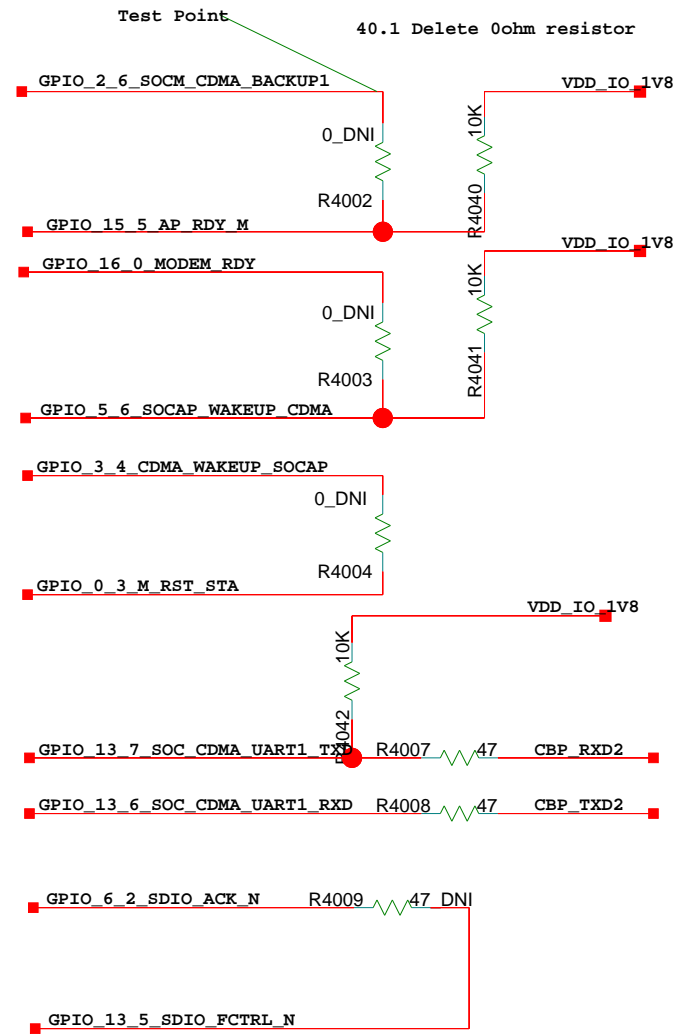 Test Point
40.1 Delete 0ohm resistor
GPIO_2_6_SOCM_CDMA_BACKUP1
VDD_IO_1V8
10K
0_DNI
R4002
R4040
GPIO_15_5_AP_RDY_M
VDD_IO_1V8
GPIO_16_0_MODEM_RDY
10K
0_DNI
R4003
R4041
GPIO_5_6_SOCAP_WAKEUP_CDMA
GPIO_3_4_CDMA_WAKEUP_SOCAP
0_DNI
R4004
GPIO_0_3_M_RST_STA
VDD_IO_1V8
10K
R4042
GPIO_13_7_SOC_CDMA_UART1_TXD
R4007
47
CBP_RXD2
GPIO_13_6_SOC_CDMA_UART1_RXD
R4008
47
CBP_TXD2
GPIO_6_2_SDIO_ACK_N
R4009
47_DNI
GPIO_13_5_SDIO_FCTRL_N